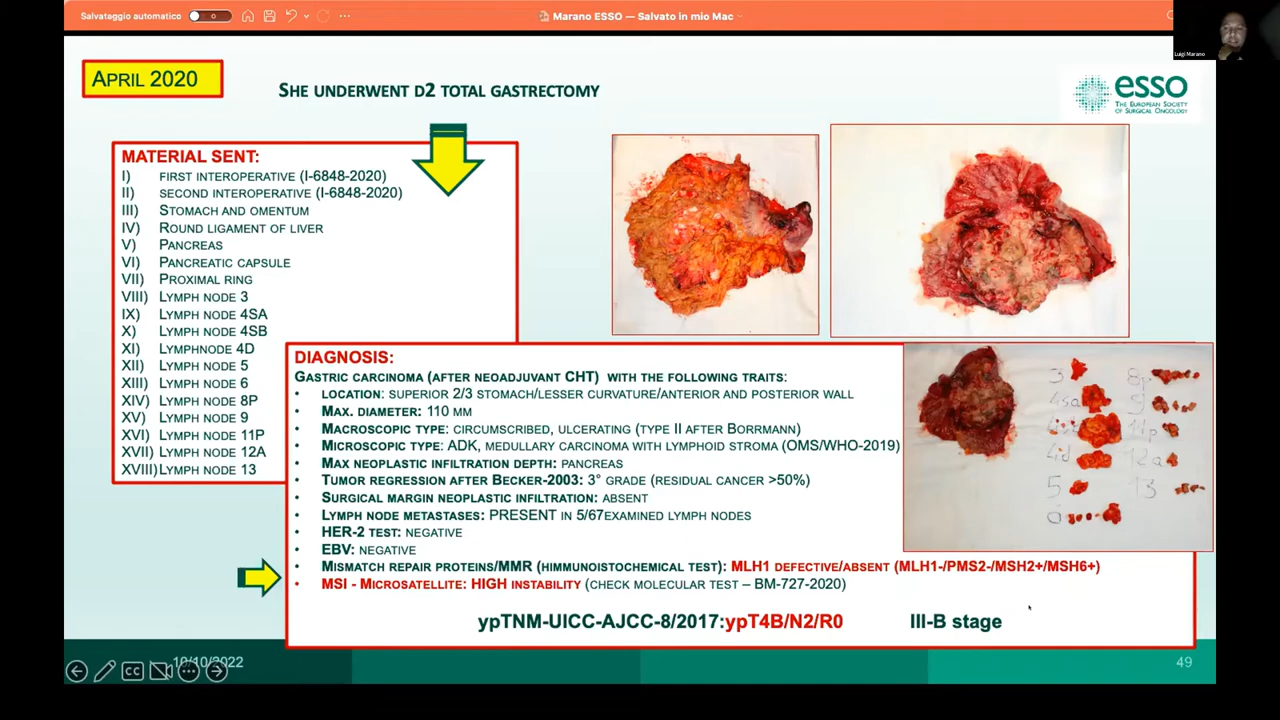 Salvataggio automatico
Marano ESSO — Salvato in mio Mac
Luigi Marano
APRIL 2020
SHE UNDERWENT D2 TOTAL GASTRECTOMY
esso
THE EUROPEAN SOCIETY
OF SURGICAL ONCOLOGY
MATERIAL SENT:
I) FIRST INTEROPERATIVE (I-6848-2020)
II) SECOND INTEROPERATIVE (I-6848-2020)
III) STOMACH AND OMENTUM
IV) ROUND LIGAMENT OF LIVER
V) PANCREAS
VI) PANCREATIC CAPSULE
VII) PROXIMAL RING
VIII) LYMPH NODE 3
IX) LYMPH NODE 4SA
X) LYMPH NODE 4SB
XI) LYMPHNODE 4D
XII) LYMPH NODE 5
XIII) LYMPH NODE 6
XIV) LYMPH NODE 8P
XV) LYMPH NODE 9
XVI) LYMPH NODE 11P
XVII) LYMPH NODE 12A
XVIII) LYMPH NODE 13
DIAGNOSIS:
GASTRIC CARCINOMA (AFTER NEOADJUVANT CHT) WITH THE FOLLOWING TRAITS:
• LOCATION: SUPERIOR 2/3 STOMACH/LESSER CURVATURE/ANTERIOR AND POSTERIOR WALL
• MAX. DIAMETER: 110 MM
• MACROSCOPIC TYPE: CIRCUMSCRIBED, ULCERATING (TYPE II AFTER BORRMANN)
• MICROSCOPIC TYPE: ADK, MEDULLARY CARCINOMA WITH LYMPHOID STROMA (OMS/WHO-2019)
• MAX NEOPLASTIC INFILTRATION DEPTH: PANCREAS
• TUMOR REGRESSION AFTER BECKER-2003: 3° GRADE (RESIDUAL CANCER >50%)
• SURGICAL MARGIN NEOPLASTIC INFILTRATION: ABSENT
• LYMPH NODE METASTASES: PRESENT IN 5/67EXAMINED LYMPH NODES
• HER-2 TEST: NEGATIVE
• EBV: NEGATIVE
• MISMATCH REPAIR PROTEINS/MMR (HIMMUNOISTOCHEMICAL TEST): MLH1 DEFECTIVE/ABSENT (MLH1-/PMS2-/MSH2+/MSH6+)
• MSI - MICROSATELLITE: HIGH INSTABILITY (CHECK MOLECULAR TEST – BM-727-2020)
ypTNM-UICC-AJCC-8/2017:ypT4B/N2/R0 III-B stage
3 8p
4sa 9
11p
4d 12a
5 13
6
10/10/2022
CC
49